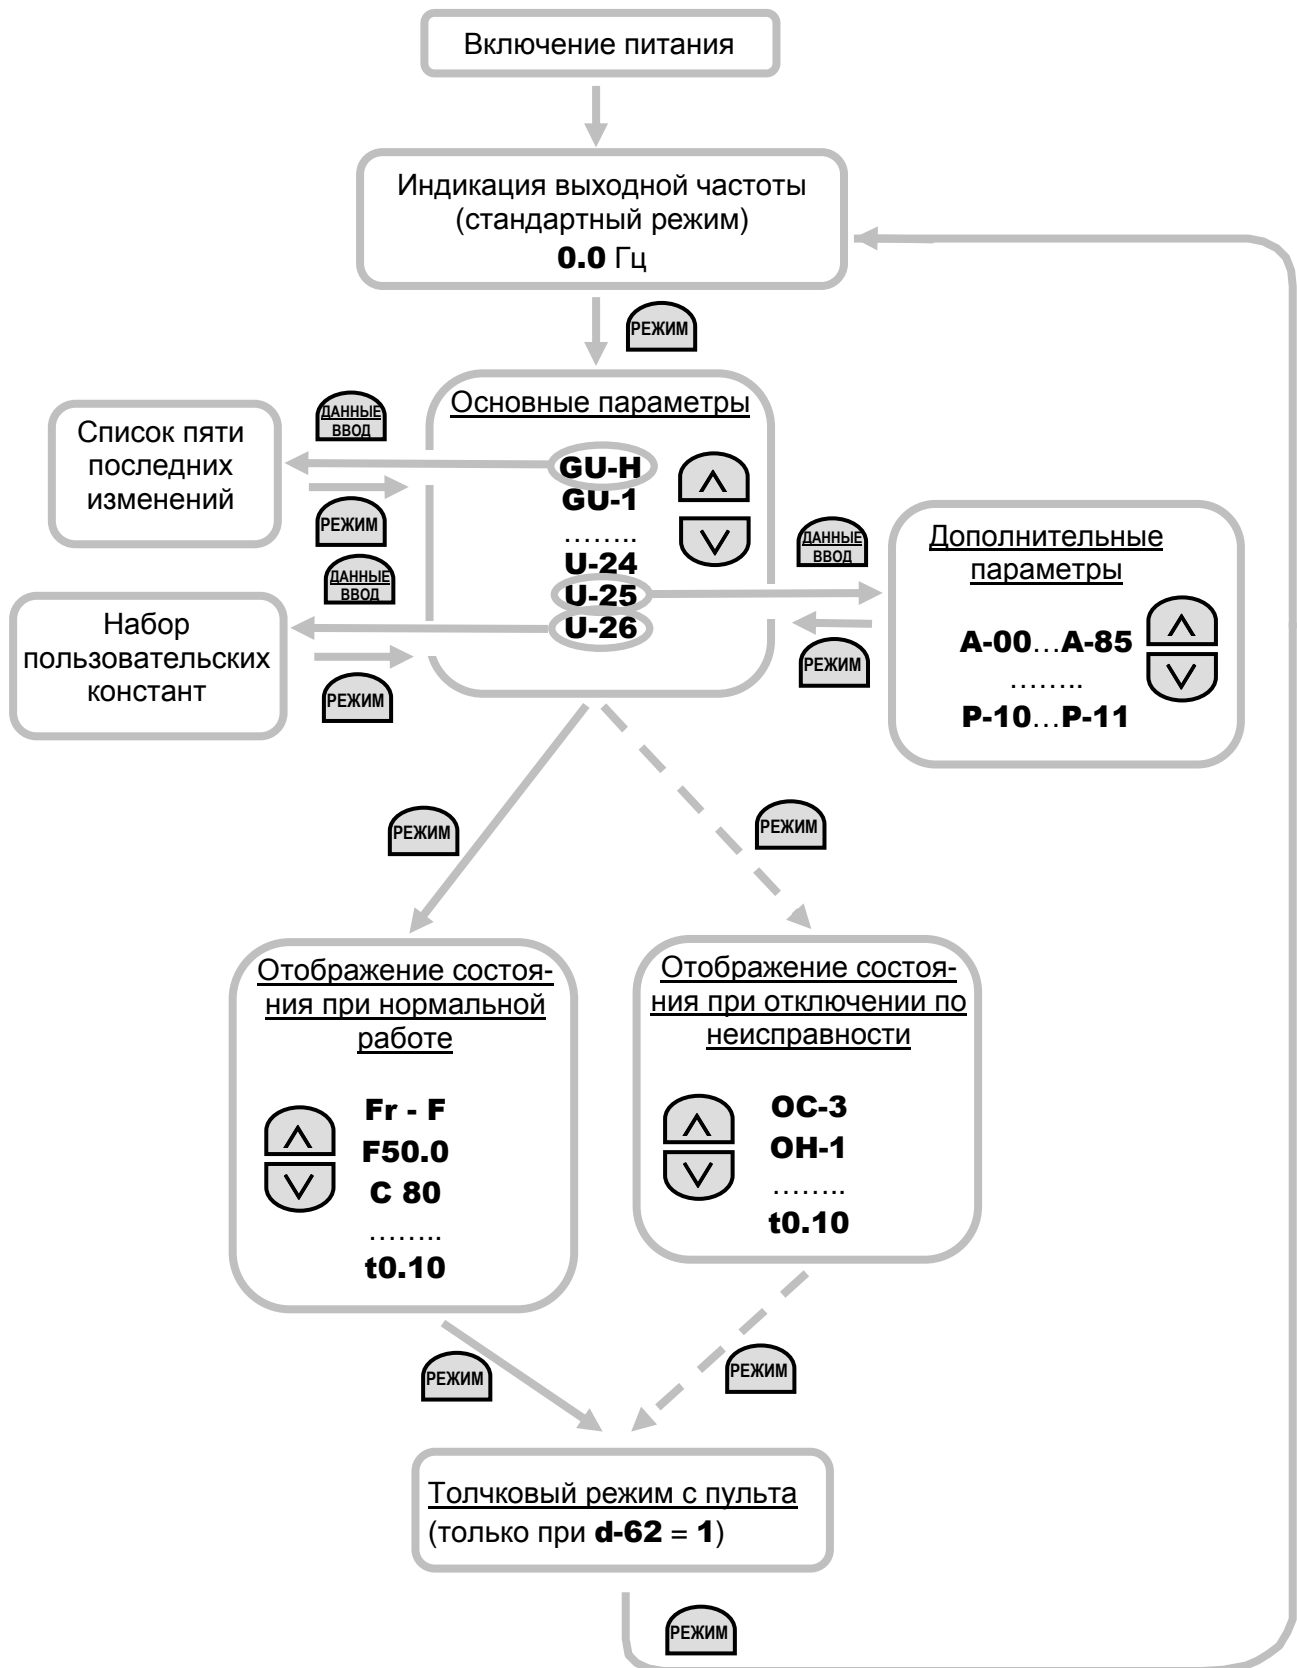 Включение питания
Индикация выходной частоты
(стандартный режим)
0.0 Гц
РЕЖИМ
Основные параметры
GU-H
GU-1
........
U-24
U-25
U-26
ДАННЫЕ
ВВОД
Список пяти
последних
изменений
РЕЖИМ
ДАННЫЕ
ВВОД
Набор
пользовательских
констант
РЕЖИМ
ДАННЫЕ
ВВОД
РЕЖИМ
Дополнительные
параметры
A-00...A-85
........
P-10...P-11
РЕЖИМ
РЕЖИМ
Отображение состоя-
ния при нормальной
работе
Fr - F
F50.0
C 80
........
t0.10
Отображение состоя-
ния при отключении по
неисправности
OC-3
OH-1
........
t0.10
РЕЖИМ
РЕЖИМ
Толчковый режим с пульта
(только при d-62 = 1)
РЕЖИМ